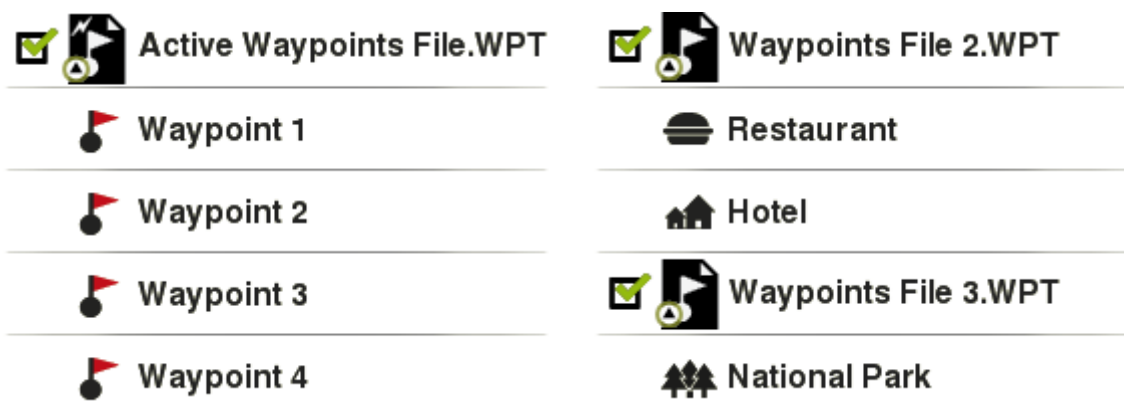 Active Waypoints File.WPT
Waypoint 1
Waypoint 2
Waypoint 3
Waypoint 4
Waypoints File 2.WPT
Restaurant
Hotel
Waypoints File 3.WPT
National Park